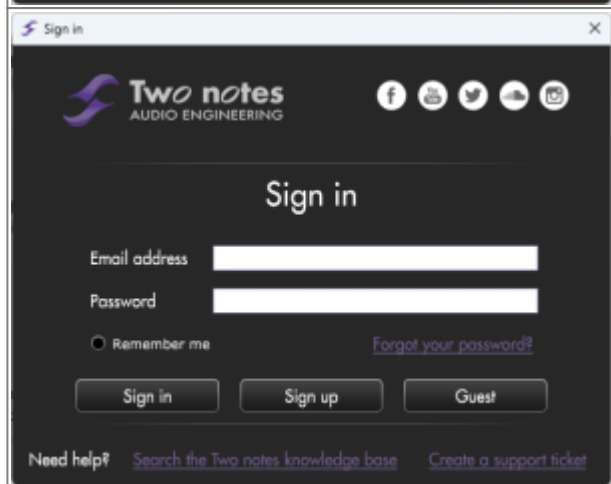 Sign in
Two notes
AUDIO ENGINEERING
Sign in
Email address
Password
Remember me Forgot your password?
Sign in Sign up Guest
Need help? Search the Two notes knowledge base Create a support ticket